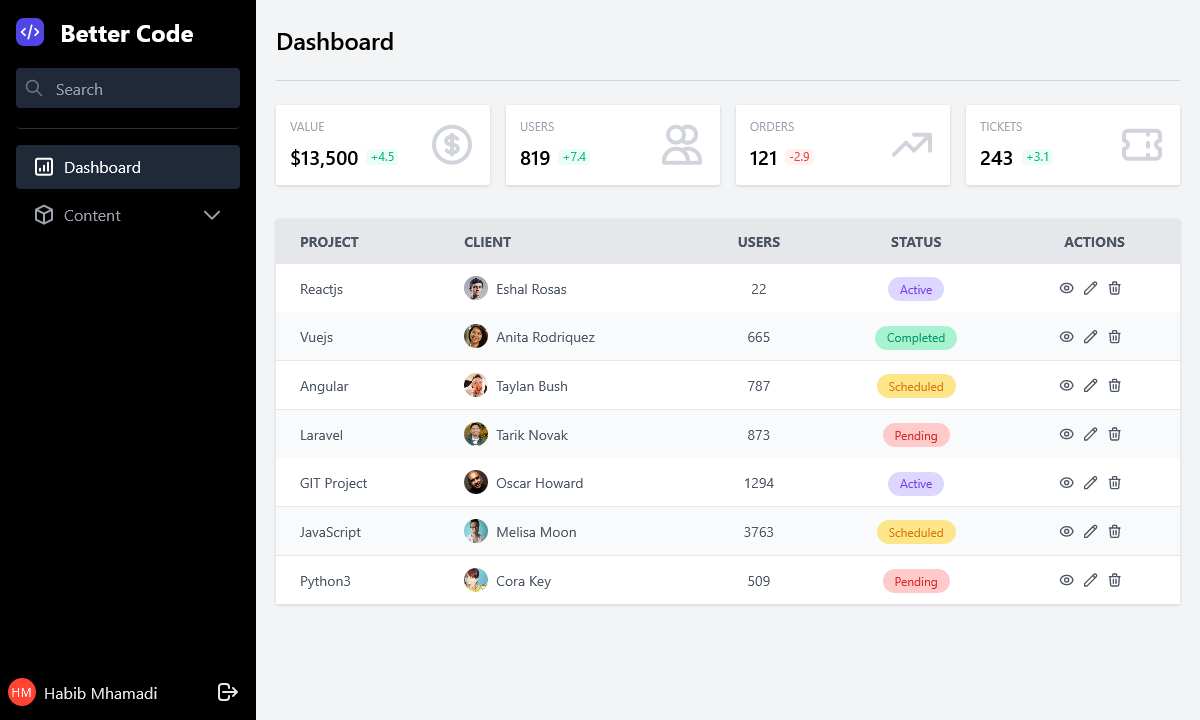 Better Code
Search
Dashboard
Content
HM Habib Mhamadi
Dashboard
VALUE
$13,500 +4.5
USERS
819 +7.4
ORDERS
121 -2.9
TICKETS
243 +3.1
PROJECT CLIENT USERS STATUS ACTIONS
Reactjs Eshal Rosas 22 Active
Vuejs Anita Rodriquez 665 Completed
Angular Taylan Bush 787 Scheduled
Laravel Tarik Novak 873 Pending
GIT Project Oscar Howard 1294 Active
JavaScript Melisa Moon 3763 Scheduled
Python3 Cora Key 509 Pending